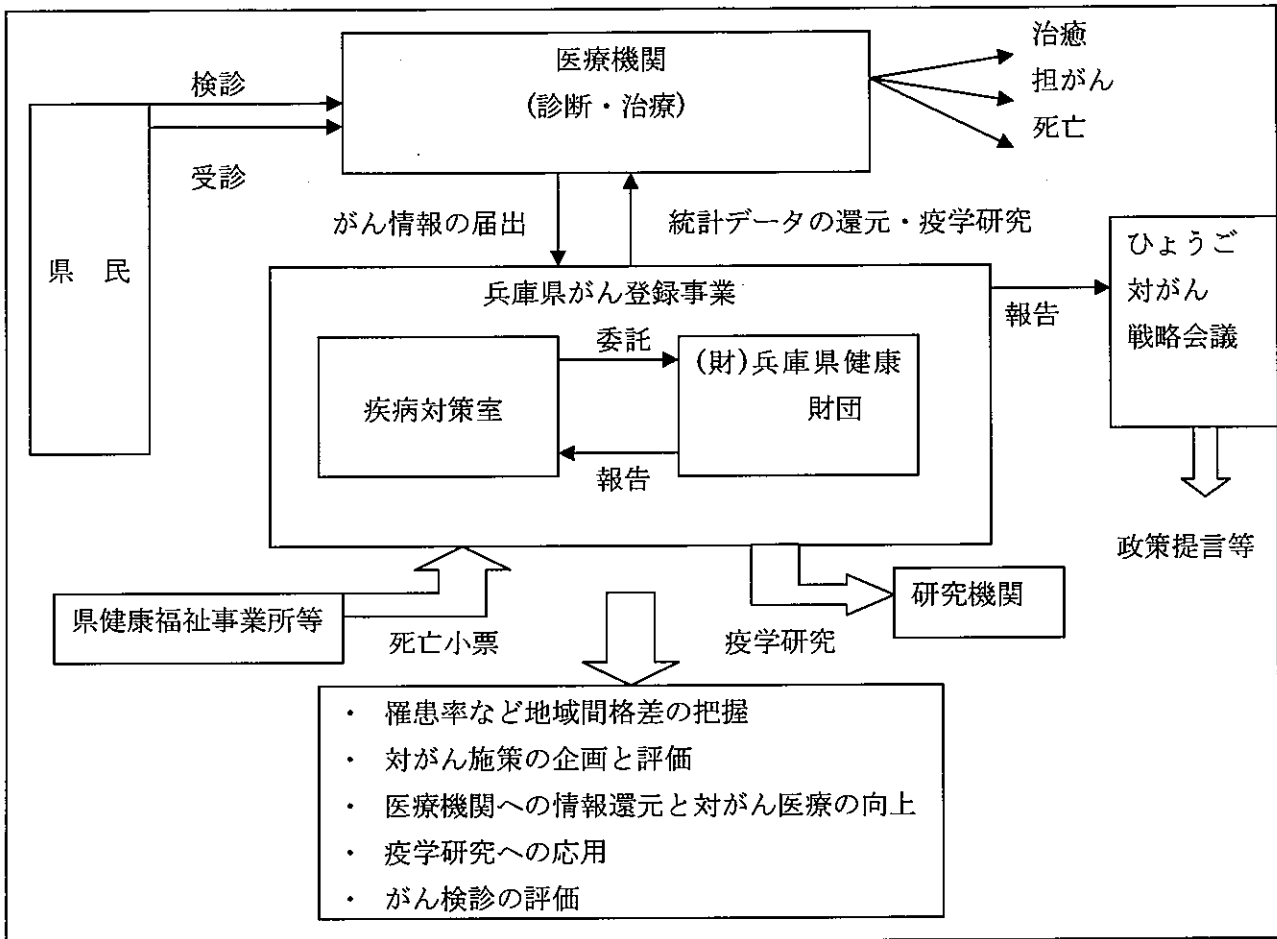 医療機関
(診断・治療)
治癒
担がん
死亡
検診
受診
県　民
がん情報の届出
統計データの還元・疫学研究
ひょうご
対がん
戦略会議
兵庫県がん登録事業
報告
委託
疾病対策室
(財)兵庫県健康
財団
報告
政策提言等
県健康福祉事業所等
死亡小票
疫学研究
研究機関
・　罹患率など地域間格差の把握
・　対がん施策の企画と評価
・　医療機関への情報還元と対がん医療の向上
・　疫学研究への応用
・　がん検診の評価